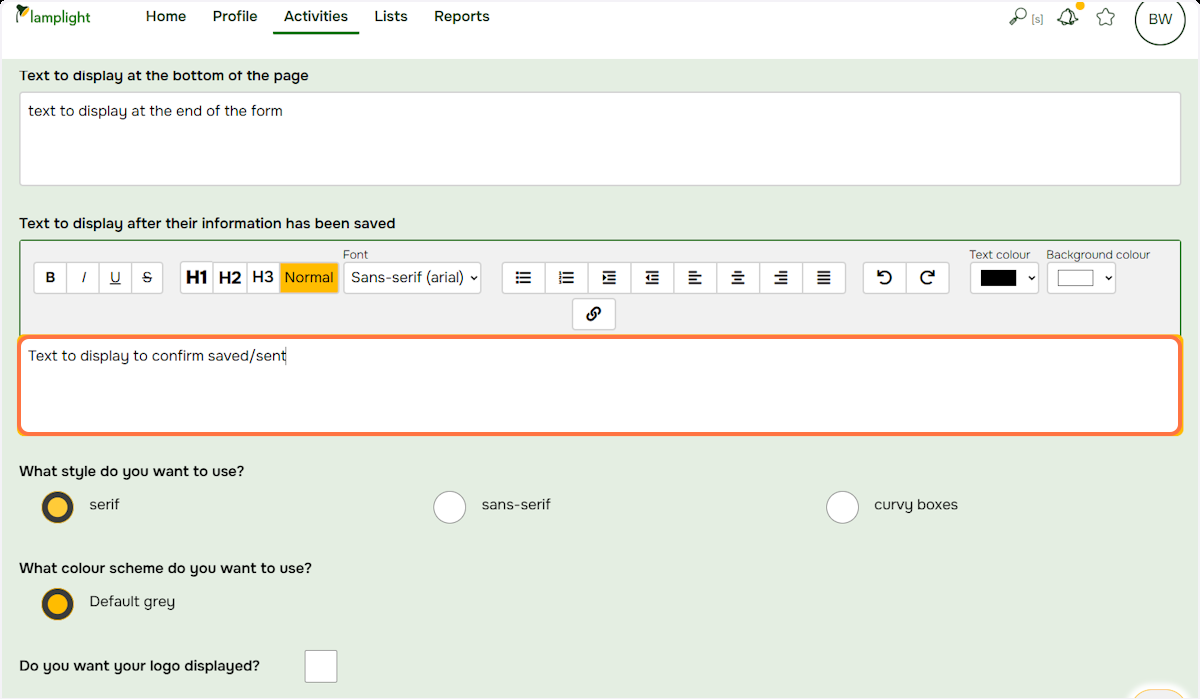 lamplight Home Profile Activities Lists Reports [s] BW
Text to display at the bottom of the page
text to display at the end of the form
Text to display after their information has been saved
Font Text colour Background colour
B I U S H1 H2 H3 Normal Sans-serif (arial)
Text to display to confirm saved/sent
What style do you want to use?
serif sans-serif curvy boxes
What colour scheme do you want to use?
Default grey
Do you want your logo displayed?